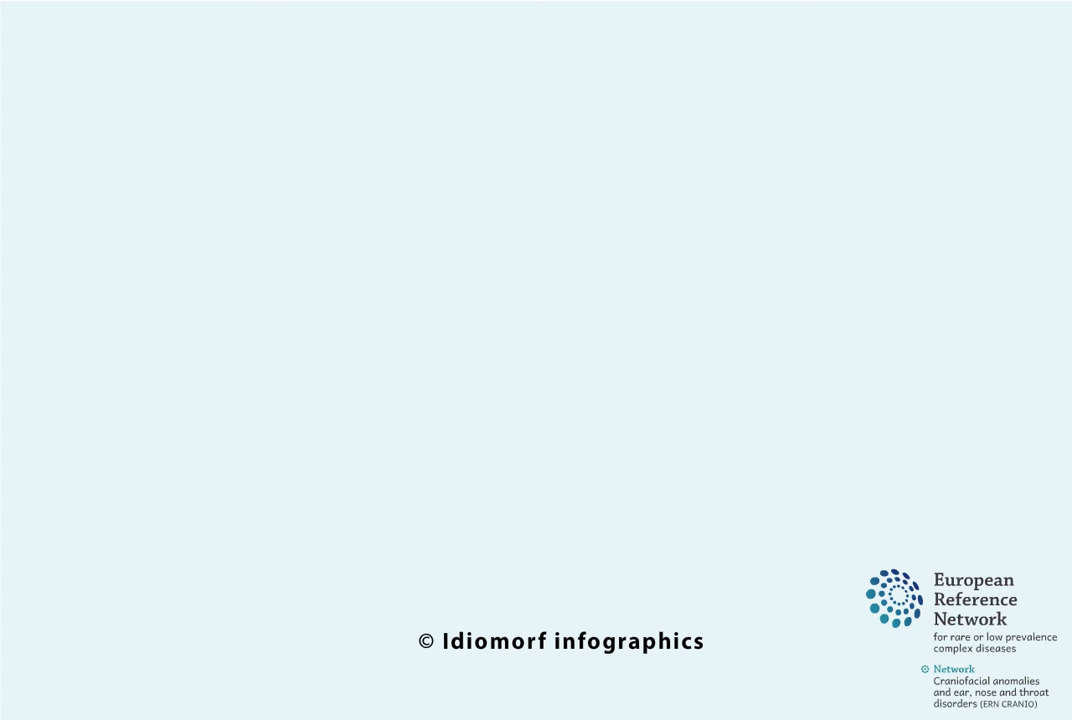 © Idiomorf infographics
European
Reference
Network
for rare or low prevalence
complex diseases
Network
Craniofacial anomalies
and ear, nose and throat
disorders (ERN CRANIO)